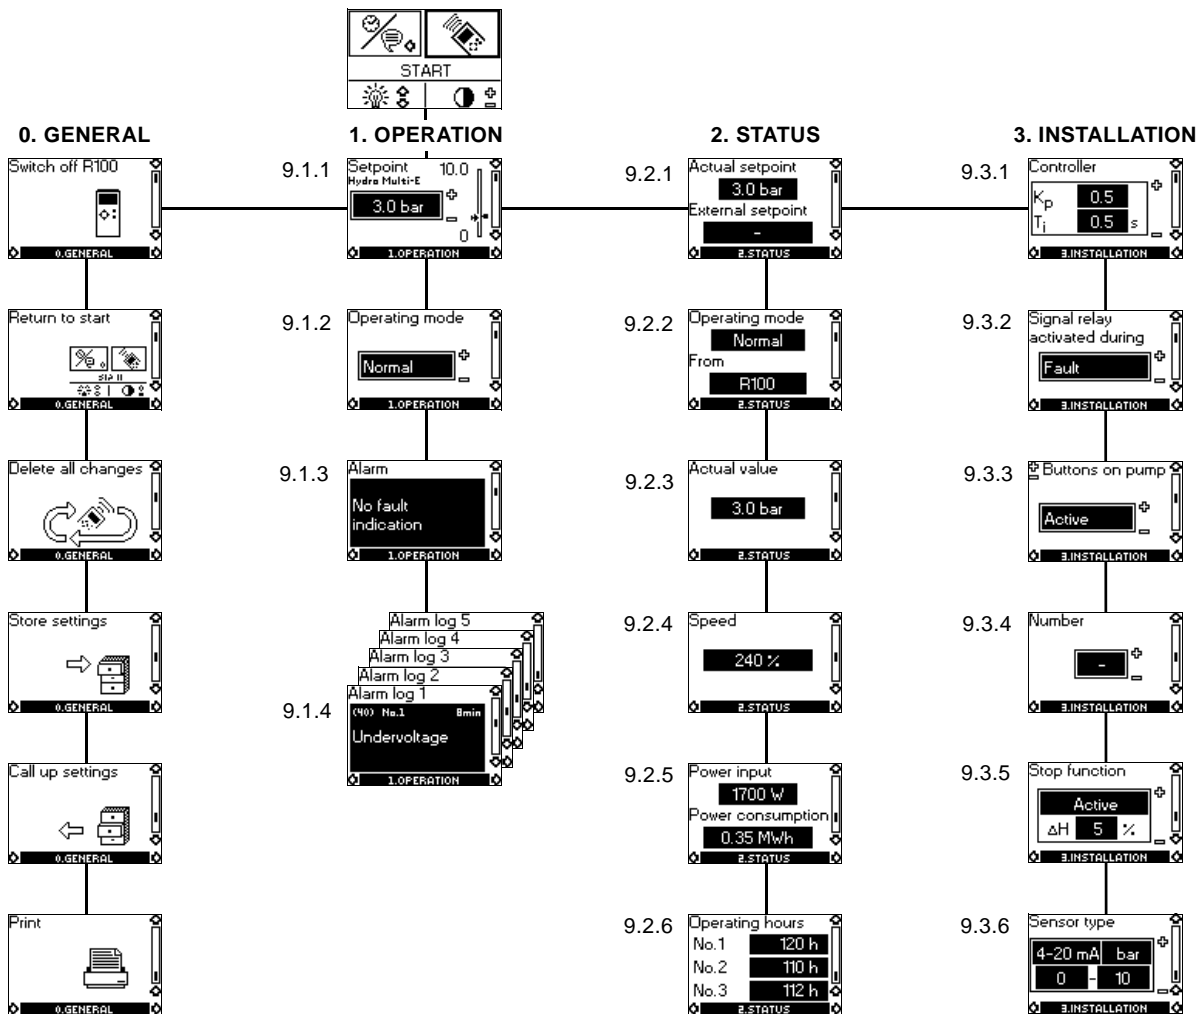 START
0. GENERAL
Switch off R100
0.GENERAL
Return to start
START
0.GENERAL
Delete all changes
0.GENERAL
Store settings
0.GENERAL
Call up settings
0.GENERAL
Print
0.GENERAL
1. OPERATION
9.1.1
Setpoint 10.0
Hydro Multi-E
3.0 bar
0
1.OPERATION
9.1.2
Operating mode
Normal
1.OPERATION
9.1.3
Alarm
No fault
indication
1.OPERATION
Alarm log 5
Alarm log 4
Alarm log 3
Alarm log 2
9.1.4
Alarm log 1
(40) No.1 8min
Undervoltage
1.OPERATION
2. STATUS
9.2.1
Actual setpoint
3.0 bar
External setpoint
-
2.STATUS
9.2.2
Operating mode
Normal
From
R100
2.STATUS
9.2.3
Actual value
3.0 bar
2.STATUS
9.2.4
Speed
240 %
2.STATUS
9.2.5
Power input
1700 W
Power consumption
0.35 MWh
2.STATUS
9.2.6
Operating hours
No.1 120 h
No.2 110 h
No.3 112 h
2.STATUS
3. INSTALLATION
9.3.1
Controller
Kp 0.5
Ti 0.5 s
3.INSTALLATION
9.3.2
Signal relay
activated during
Fault
3.INSTALLATION
9.3.3
Buttons on pump
Active
3.INSTALLATION
9.3.4
Number
-
3.INSTALLATION
9.3.5
Stop function
Active
ΔH 5 %
3.INSTALLATION
9.3.6
Sensor type
4-20 mA bar
0 - 10
3.INSTALLATION